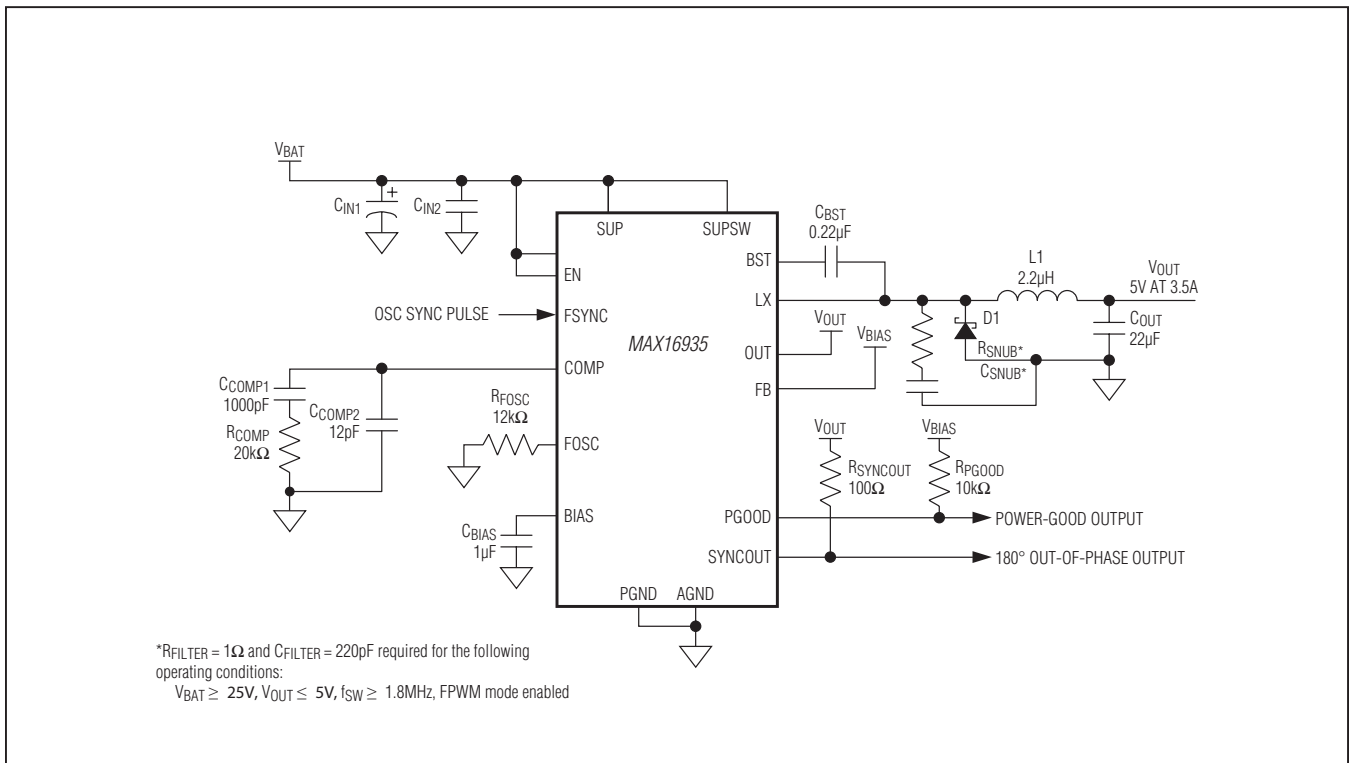 VBAT
CIN1
+
CIN2
SUP
SUPSW
CBST
0.22µF
BST
L1
2.2µH
VOUT
5V AT 3.5A
EN
LX
OSC SYNC PULSE
FSYNC
MAX16935
VOUT
VBIAS
D1
COUT
22µF
OUT
RSNUB*
CSNUB*
COMP
FB
CCOMP1
1000pF
CCOMP2
12pF
RCOMP
20kΩ
RFOSC
12kΩ
FOSC
VOUT
VBIAS
RSYNCOUT
100Ω
RPGOOD
10kΩ
BIAS
CBIAS
1µF
PGOOD
POWER-GOOD OUTPUT
SYNCOUT
180° OUT-OF-PHASE OUTPUT
PGND
AGND
*RFILTER = 1Ω and CFILTER = 220pF required for the following
operating conditions:
VBAT ≥ 25V, VOUT ≤ 5V, fSW ≥ 1.8MHz, FPWM mode enabled